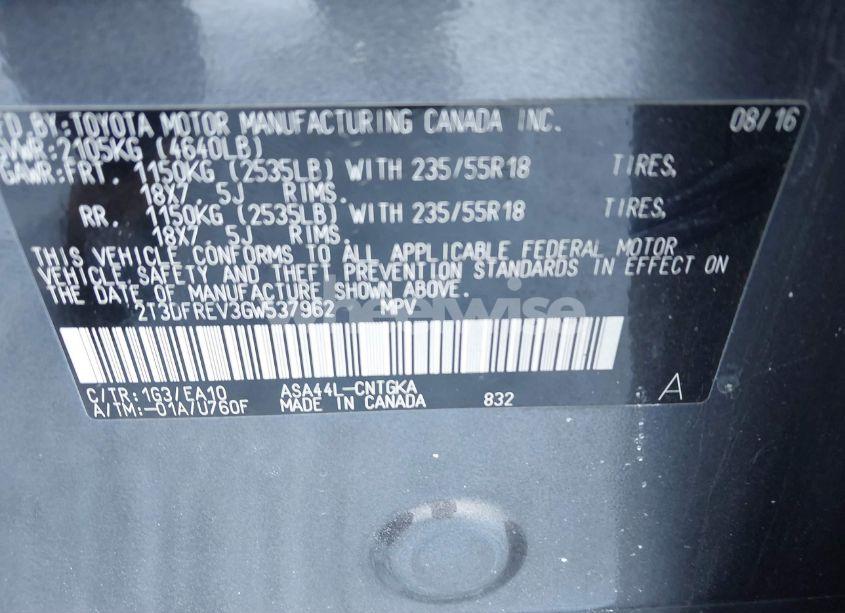 FD BY: TOYOTA MOTOR MANUFACTURING CANADA INC. 08/16
GVWR: 2105KG (4640LB)
GAWR: FRT. 1150KG (2535LB) WITH 235/55R18 TIRES,
18X7. 5J RIMS.
RR. 1150KG (2535LB) WITH 235/55R18 TIRES,
18X7. 5J RIMS.
THIS VEHICLE CONFORMS TO ALL APPLICABLE FEDERAL MOTOR
VEHICLE SAFETY AND THEFT PREVENTION STANDARDS IN EFFECT ON
THE DATE OF MANUFACTURE SHOWN ABOVE.
2T3DFREV3GW537962 MPV
C/TR: 1G3/EA10 ASA44L-CNTGKA A
A/TM: -01A/U760F MADE IN CANADA 832